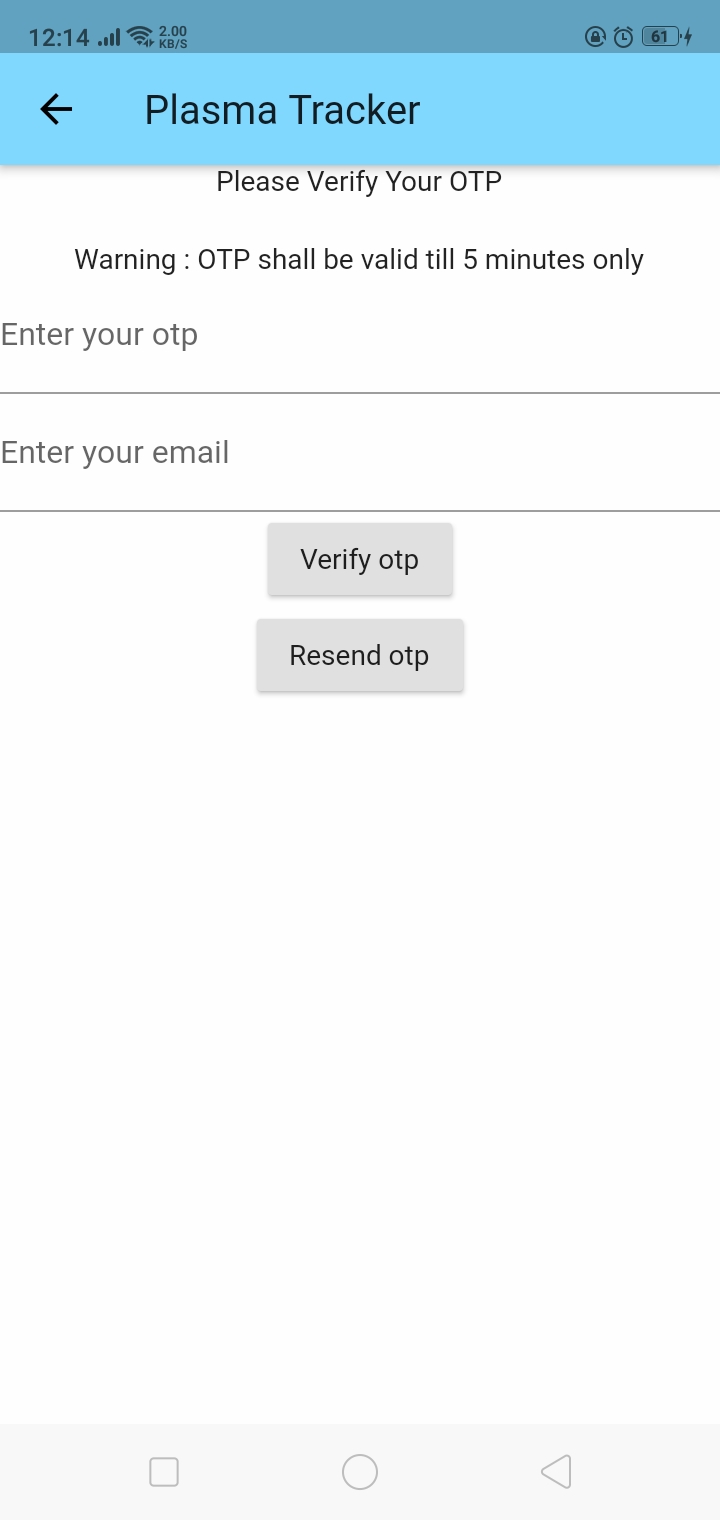 12:14 2.00 KB/S 61
Plasma Tracker
Please Verify Your OTP
Warning : OTP shall be valid till 5 minutes only
Enter your otp
Enter your email
Verify otp
Resend otp